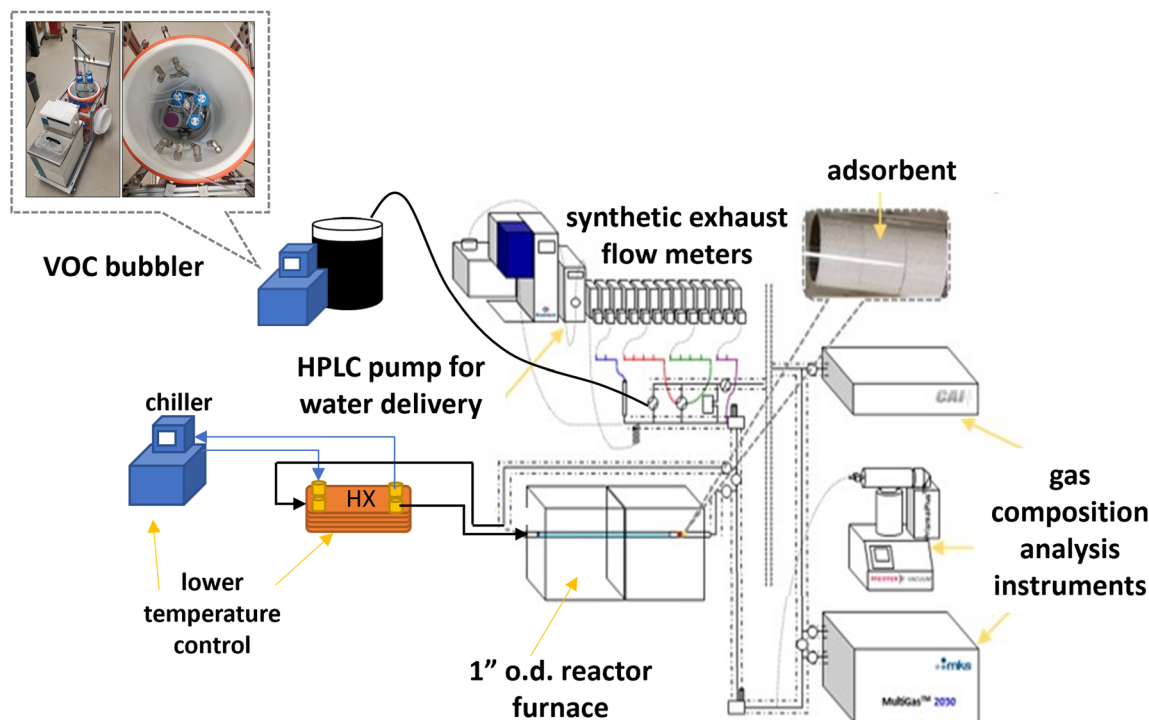 adsorbent
synthetic exhaust
flow meters
VOC bubbler
HPLC pump for
water delivery
CAI
chiller
HX
gas
composition
analysis
instruments
PFEIFFER VACUUM
lower
temperature
control
1” o.d. reactor
furnace
mks
MultiGas™ 2030